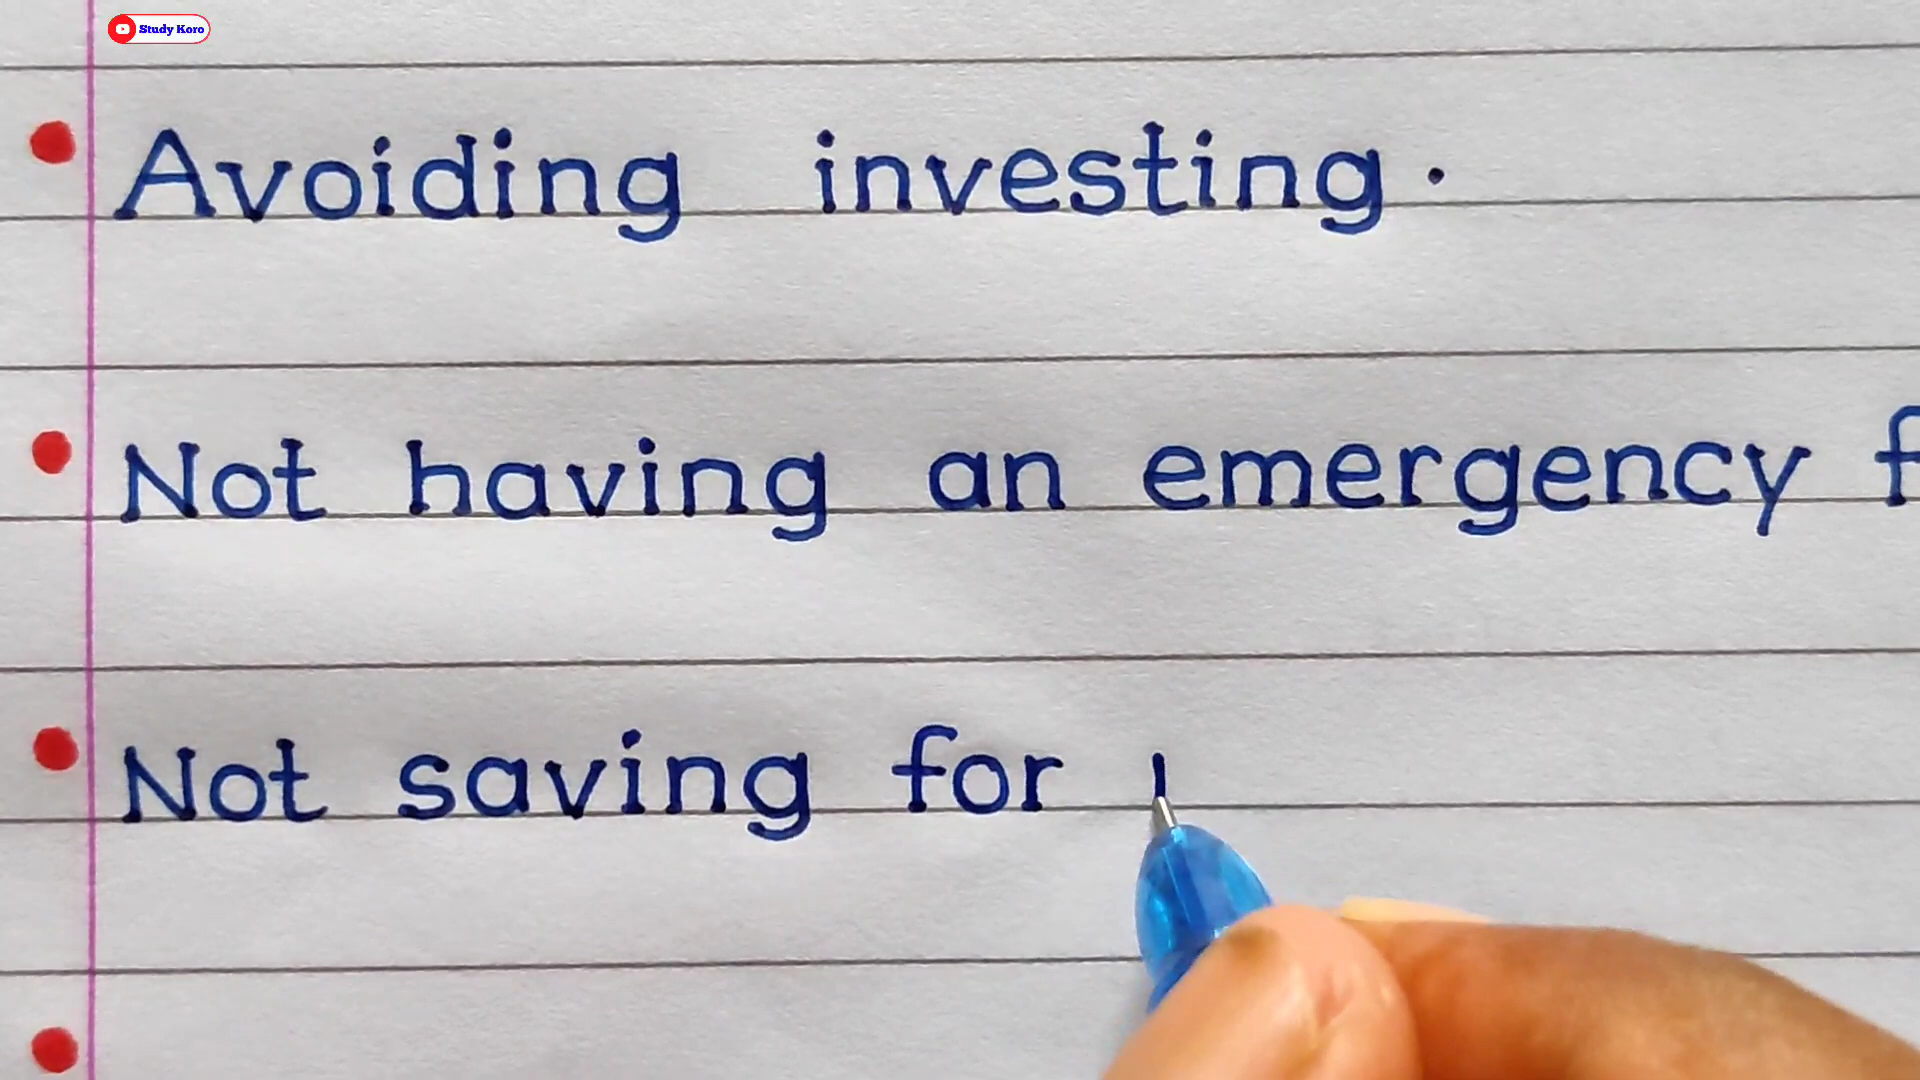 Study Koro
Avoiding investing.
Not having an emergency f
Not saving for